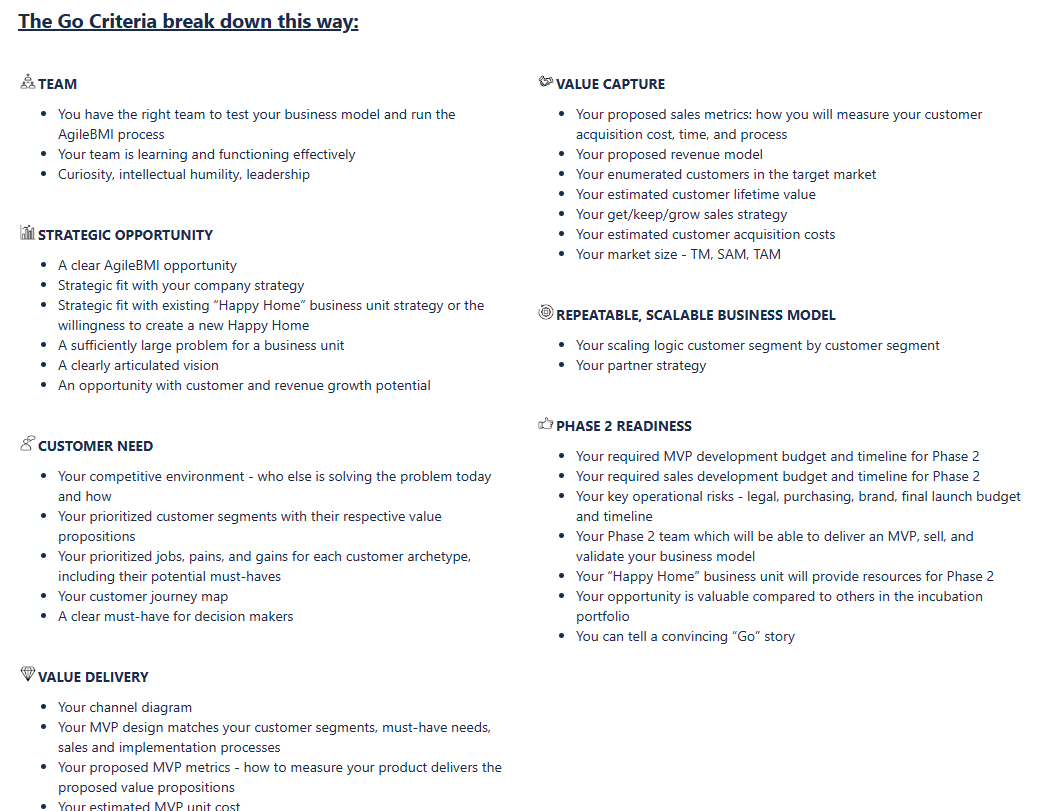 The Go Criteria break down this way:
TEAM
You have the right team to test your business model and run the
AgileBMI process
Your team is learning and functioning effectively
Curiosity, intellectual humility, leadership
STRATEGIC OPPORTUNITY
A clear AgileBMI opportunity
Strategic fit with your company strategy
Strategic fit with existing “Happy Home” business unit strategy or the
willingness to create a new Happy Home
A sufficiently large problem for a business unit
A clearly articulated vision
An opportunity with customer and revenue growth potential
CUSTOMER NEED
Your competitive environment - who else is solving the problem today
and how
Your prioritized customer segments with their respective value
propositions
Your prioritized jobs, pains, and gains for each customer archetype,
including their potential must-haves
Your customer journey map
A clear must-have for decision makers
VALUE DELIVERY
Your channel diagram
Your MVP design matches your customer segments, must-have needs,
sales and implementation processes
Your proposed MVP metrics - how to measure your product delivers the
proposed value propositions
Your estimated MVP unit cost
VALUE CAPTURE
Your proposed sales metrics: how you will measure your customer
acquisition cost, time, and process
Your proposed revenue model
Your enumerated customers in the target market
Your estimated customer lifetime value
Your get/keep/grow sales strategy
Your estimated customer acquisition costs
Your market size - TM, SAM, TAM
REPEATABLE, SCALABLE BUSINESS MODEL
Your scaling logic customer segment by customer segment
Your partner strategy
PHASE 2 READINESS
Your required MVP development budget and timeline for Phase 2
Your required sales development budget and timeline for Phase 2
Your key operational risks - legal, purchasing, brand, final launch budget
and timeline
Your Phase 2 team which will be able to deliver an MVP, sell, and
validate your business model
Your “Happy Home” business unit will provide resources for Phase 2
Your opportunity is valuable compared to others in the incubation
portfolio
You can tell a convincing “Go” story